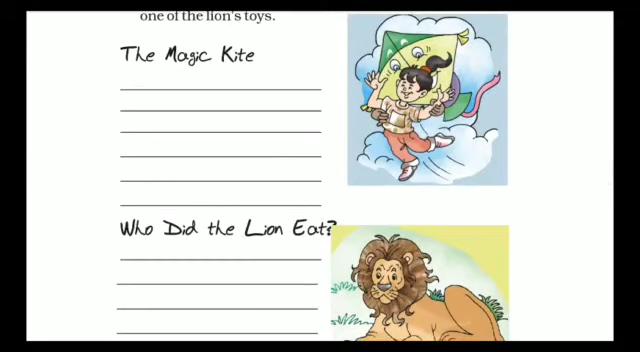 one of the lion's toys.
The Magic Kite
Who Did the Lion Eat?